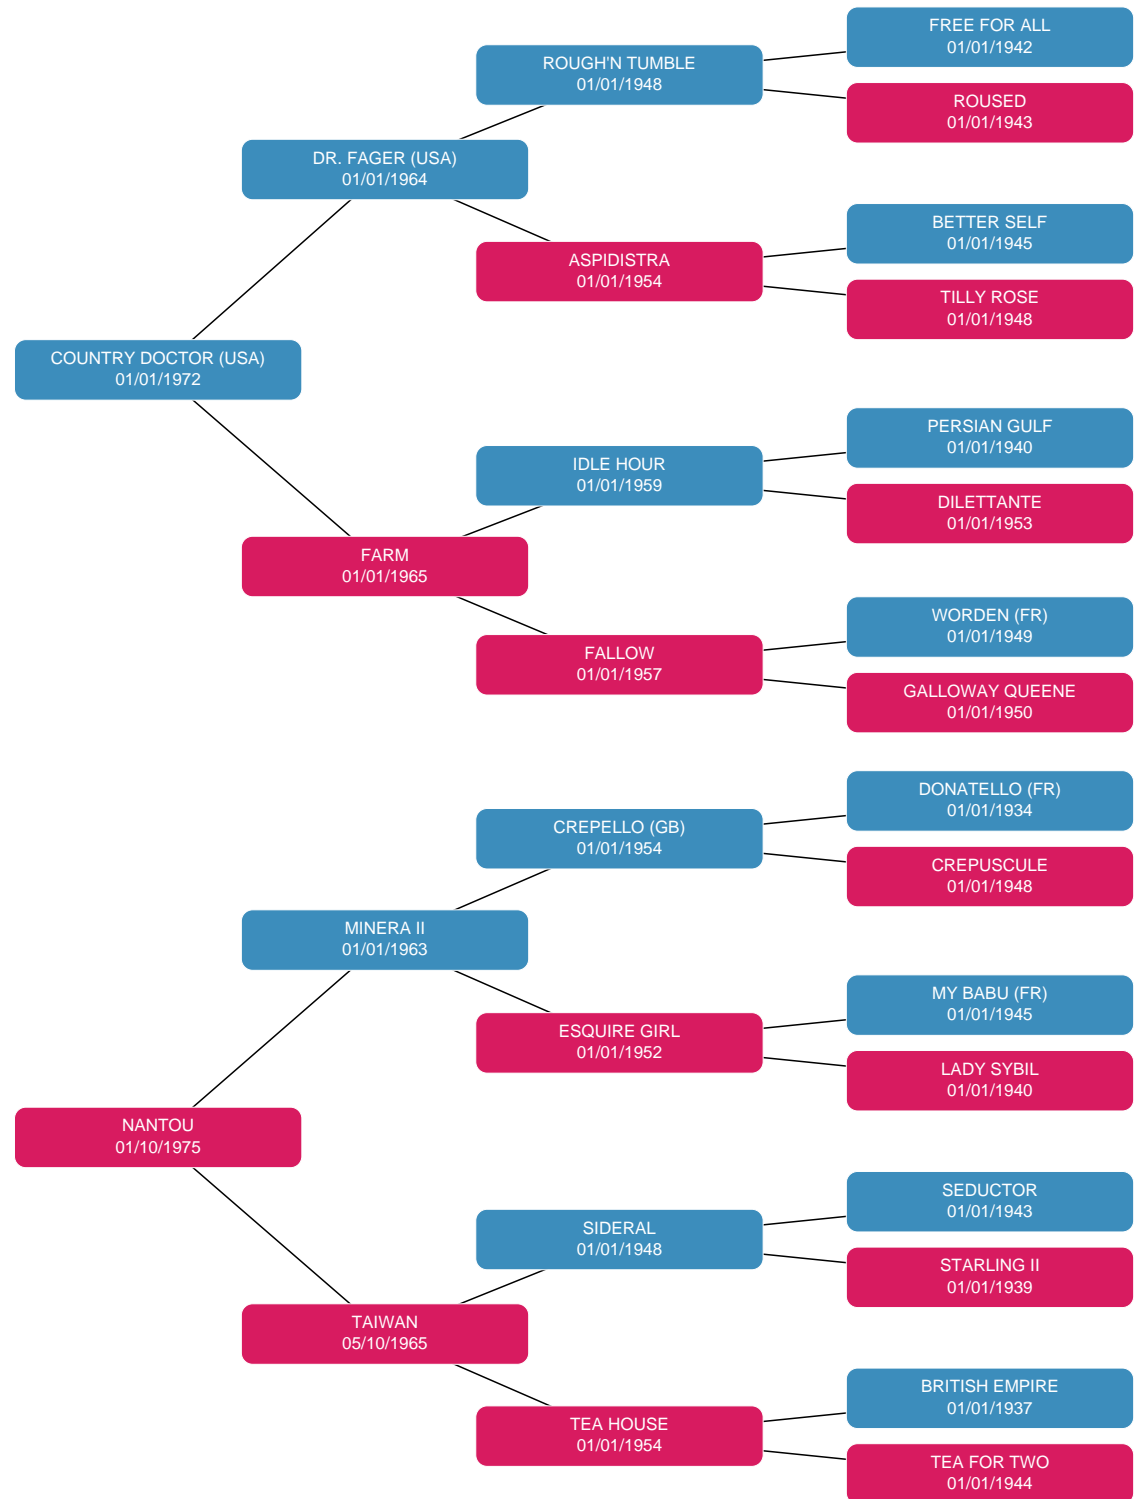 FREE FOR ALL
01/01/1942
ROUGH'N TUMBLE
01/01/1948
ROUSED
01/01/1943
DR. FAGER (USA)
01/01/1964
BETTER SELF
01/01/1945
ASPIDISTRA
01/01/1954
TILLY ROSE
01/01/1948
COUNTRY DOCTOR (USA)
01/01/1972
PERSIAN GULF
01/01/1940
IDLE HOUR
01/01/1959
DILETTANTE
01/01/1953
FARM
01/01/1965
WORDEN (FR)
01/01/1949
FALLOW
01/01/1957
GALLOWAY QUEENE
01/01/1950
DONATELLO (FR)
01/01/1934
CREPELLO (GB)
01/01/1954
CREPUSCULE
01/01/1948
MINERA II
01/01/1963
MY BABU (FR)
01/01/1945
ESQUIRE GIRL
01/01/1952
LADY SYBIL
01/01/1940
NANTOU
01/10/1975
SEDUCTOR
01/01/1943
SIDERAL
01/01/1948
STARLING II
01/01/1939
TAIWAN
05/10/1965
BRITISH EMPIRE
01/01/1937
TEA HOUSE
01/01/1954
TEA FOR TWO
01/01/1944